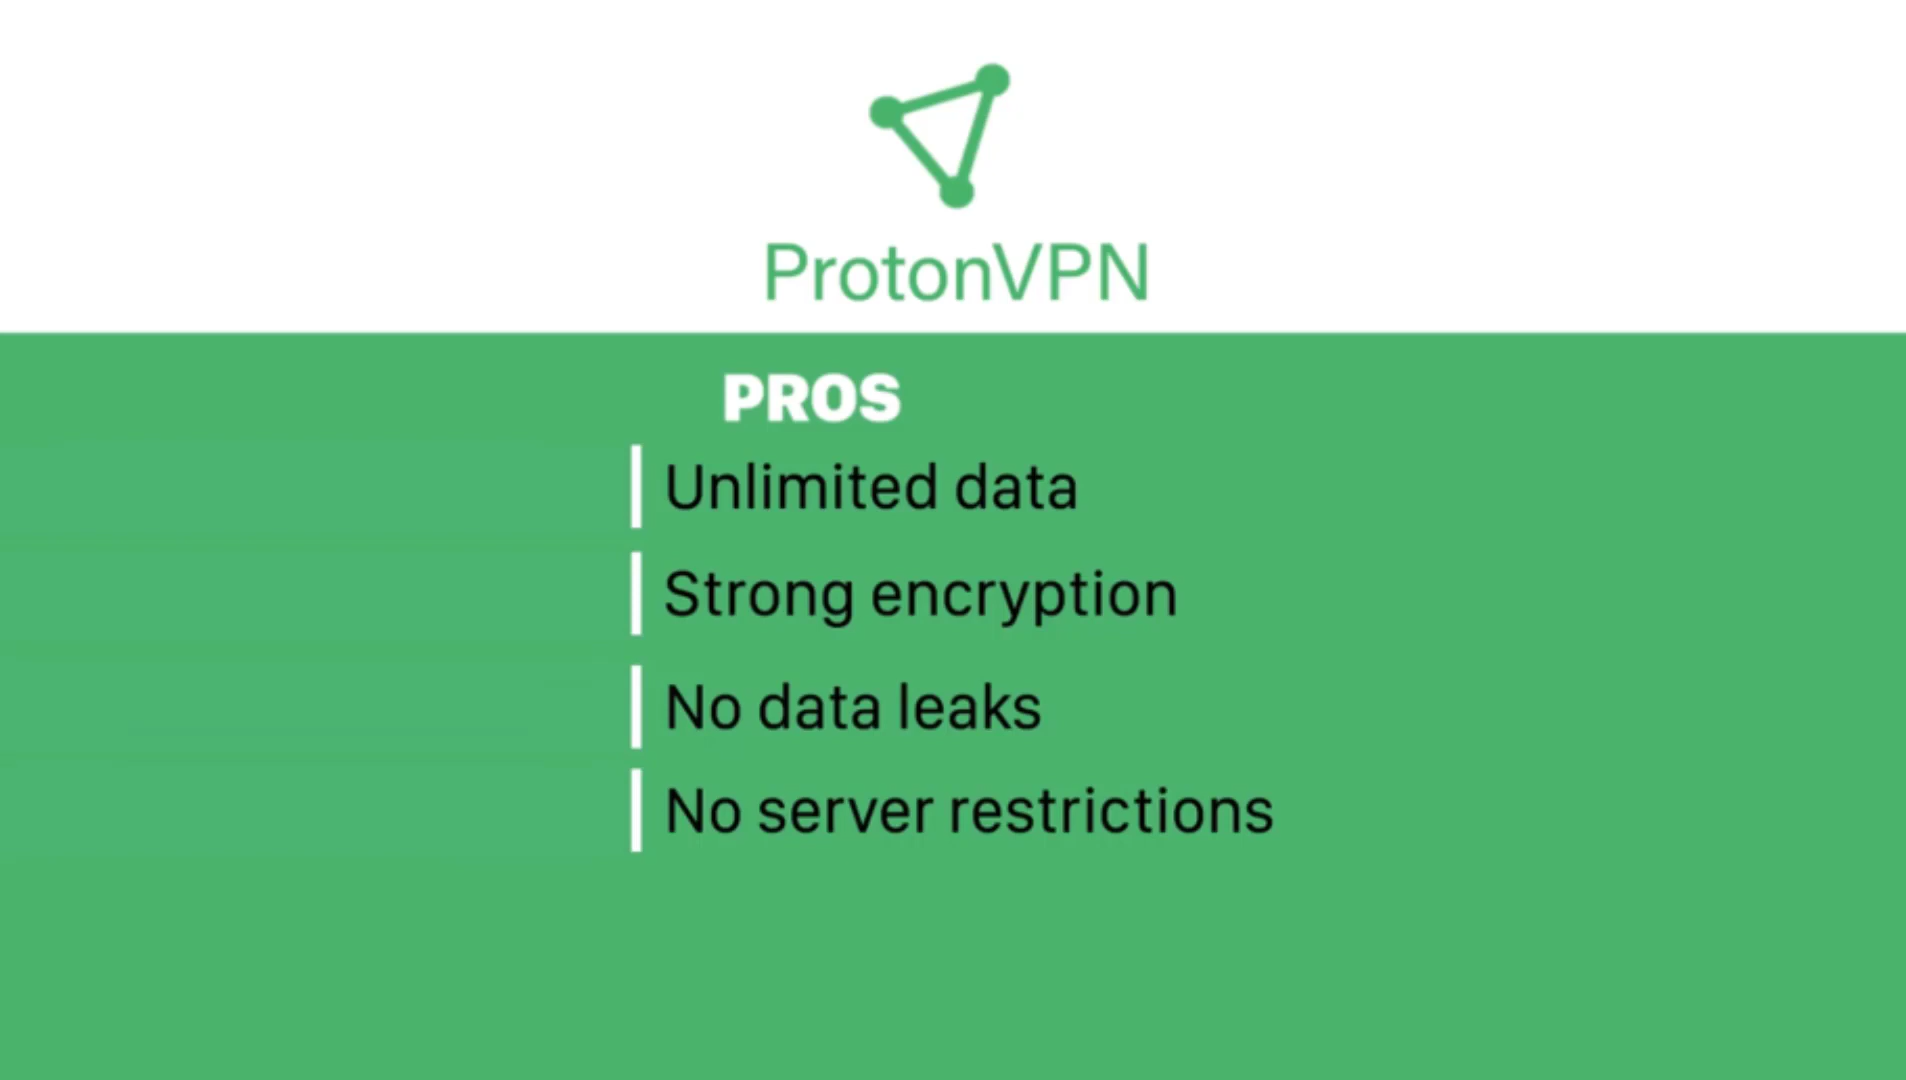 ProtonVPN
PROS
Unlimited data
Strong encryption
No data leaks
No server restrictions